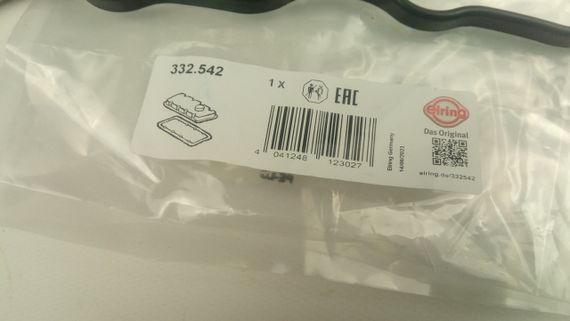 332.542
1 X
EAC
elring
Das Original
4 041248 123027
Elring Germany
elring.de/332542